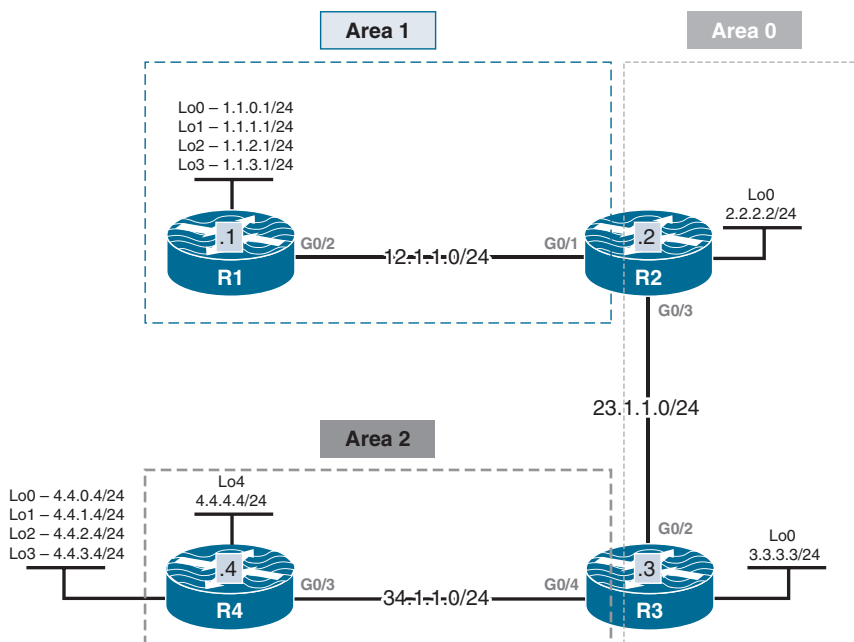 Area 1
Area 0
Lo0 – 1.1.0.1/24
Lo1 – 1.1.1.1/24
Lo2 – 1.1.2.1/24
Lo3 – 1.1.3.1/24
Lo0
2.2.2.2/24
.1
G0/2
12.1.1.0/24
G0/1
.2
R1
R2
G0/3
23.1.1.0/24
Area 2
Lo0 – 4.4.0.4/24
Lo1 – 4.4.1.4/24
Lo2 – 4.4.2.4/24
Lo3 – 4.4.3.4/24
Lo4
4.4.4.4/24
G0/2
Lo0
3.3.3.3/24
.4
G0/3
34.1.1.0/24
G0/4
.3
R4
R3